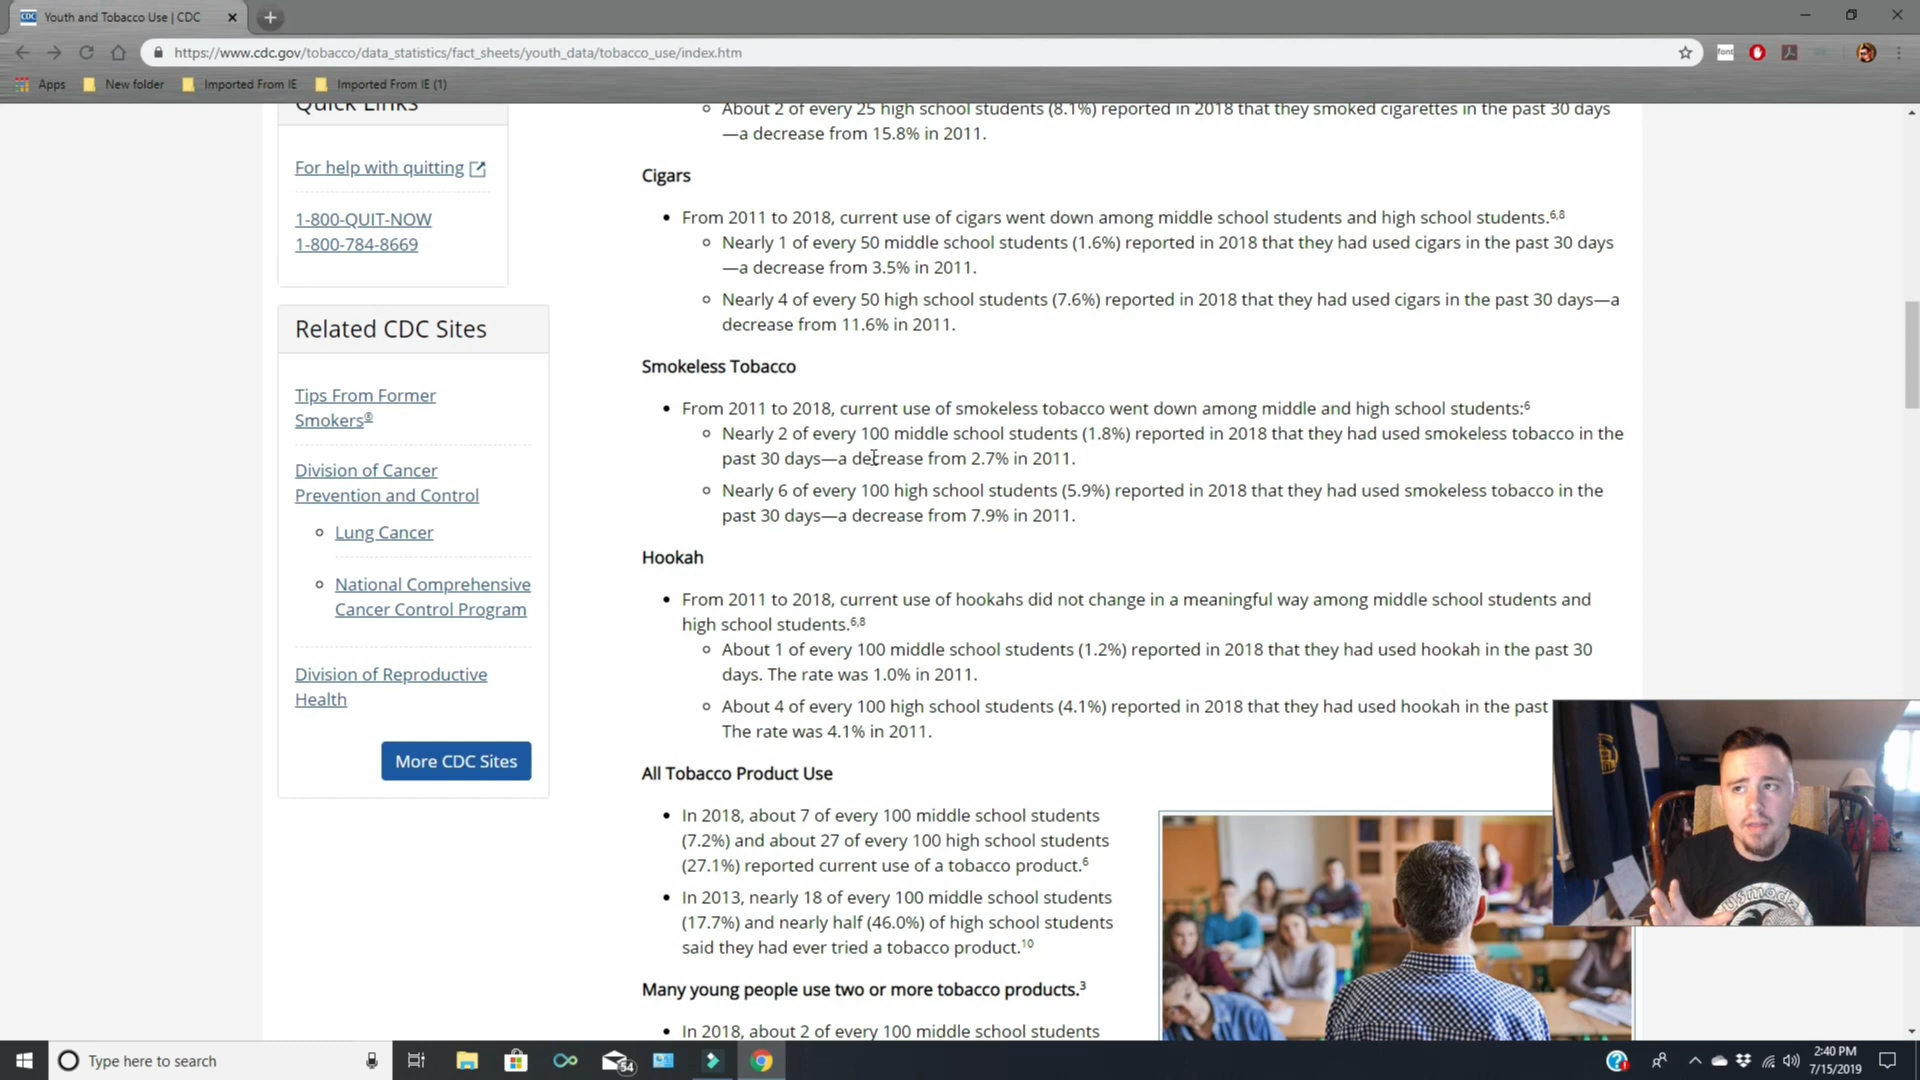 CDC Youth and Tobacco Use | CDC
https://www.cdc.gov/tobacco/data_statistics/fact_sheets/youth_data/tobacco_use/index.htm
Apps New folder Imported From IE Imported From IE (1)
Quick Links
For help with quitting
1-800-QUIT-NOW
1-800-784-8669
Related CDC Sites
Tips From Former
Smokers®
Division of Cancer
Prevention and Control
Lung Cancer
National Comprehensive
Cancer Control Program
Division of Reproductive
Health
More CDC Sites
About 2 of every 25 high school students (8.1%) reported in 2018 that they smoked cigarettes in the past 30 days
—a decrease from 15.8% in 2011.
Cigars
From 2011 to 2018, current use of cigars went down among middle school students and high school students.6,8
Nearly 1 of every 50 middle school students (1.6%) reported in 2018 that they had used cigars in the past 30 days
—a decrease from 3.5% in 2011.
Nearly 4 of every 50 high school students (7.6%) reported in 2018 that they had used cigars in the past 30 days—a
decrease from 11.6% in 2011.
Smokeless Tobacco
From 2011 to 2018, current use of smokeless tobacco went down among middle and high school students:6
Nearly 2 of every 100 middle school students (1.8%) reported in 2018 that they had used smokeless tobacco in the
past 30 days—a decrease from 2.7% in 2011.
Nearly 6 of every 100 high school students (5.9%) reported in 2018 that they had used smokeless tobacco in the
past 30 days—a decrease from 7.9% in 2011.
Hookah
From 2011 to 2018, current use of hookahs did not change in a meaningful way among middle school students and
high school students.6,8
About 1 of every 100 middle school students (1.2%) reported in 2018 that they had used hookah in the past 30
days. The rate was 1.0% in 2011.
About 4 of every 100 high school students (4.1%) reported in 2018 that they had used hookah in the past
The rate was 4.1% in 2011.
All Tobacco Product Use
In 2018, about 7 of every 100 middle school students
(7.2%) and about 27 of every 100 high school students
(27.1%) reported current use of a tobacco product.6
In 2013, nearly 18 of every 100 middle school students
(17.7%) and nearly half (46.0%) of high school students
said they had ever tried a tobacco product.10
Many young people use two or more tobacco products.3
In 2018, about 2 of every 100 middle school students
Type here to search
54
2:40 PM
7/15/2019